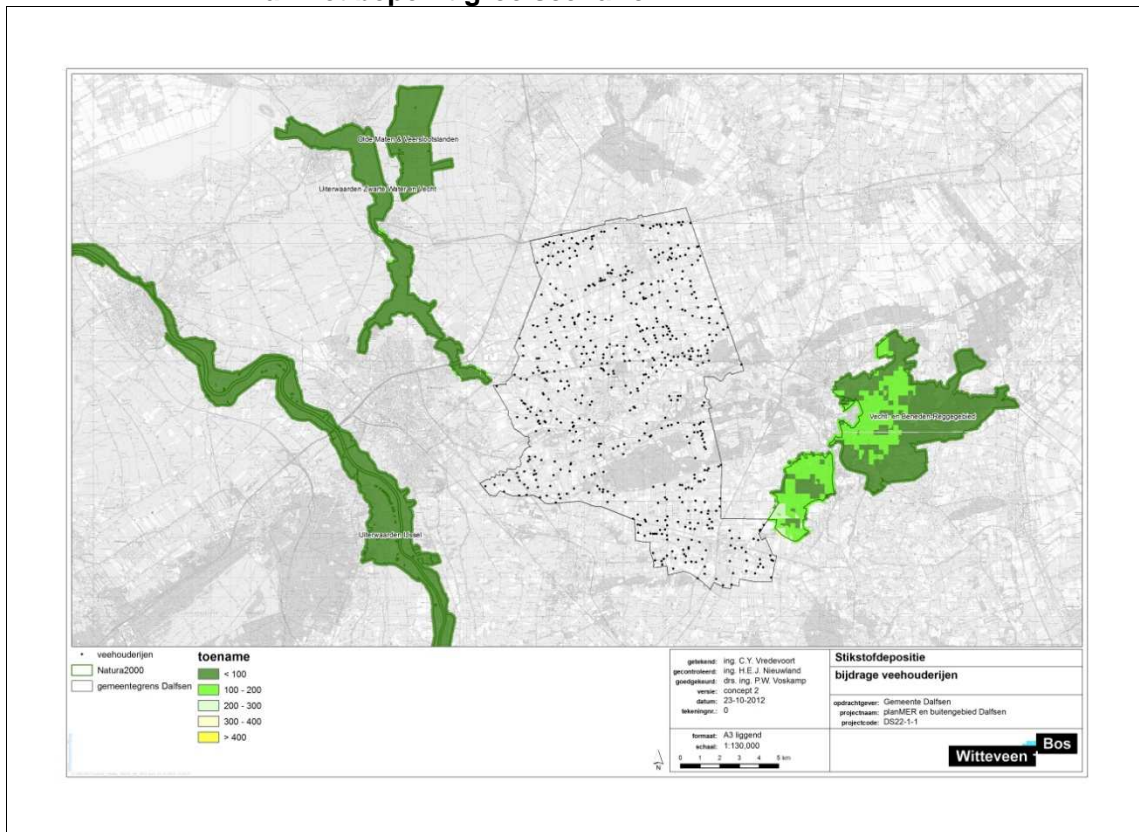 Olde Maten & Veerslootslanden
Uiterwaarden Zwarte Water en Vecht
Vecht- en Beneden-Reggegebied
Uiterwaarden IJssel
veehouderijen
Natura2000
gemeentegrens Dalfsen
toename
< 100
100 - 200
200 - 300
300 - 400
> 400
getekend: ing. C.Y. Vredevoort
gecontroleerd: ing. H.E.J. Nieuwland
goedgekeurd: drs. ing. P.W. Voskamp
versie: concept 2
datum: 23-10-2012
tekeningnr.: 0
formaat: A3 liggend
schaal: 1:130,000
0 1 2 3 4 5 km
N
Stikstofdepositie
bijdrage veehouderijen
opdrachtgever: Gemeente Dalfsen
projectnaam: planMER en buitengebied Dalfsen
projectcode: DS22-1-1
Witteveen + Bos